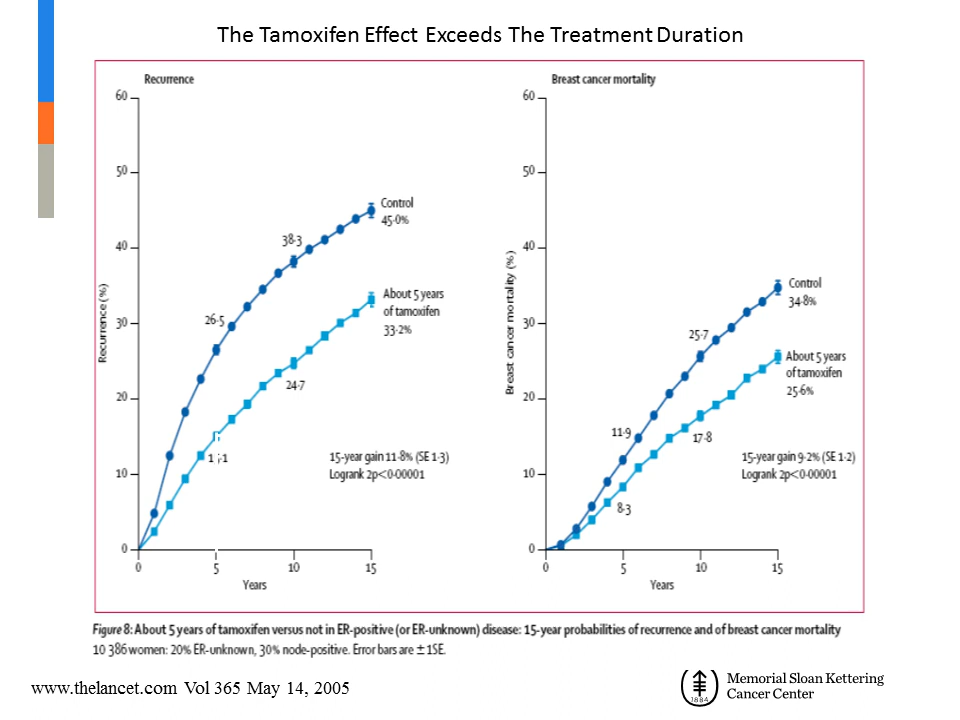 The Tamoxifen Effect Exceeds The Treatment Duration
Recurrence
60
50
40
30
20
10
0
Recurrence (%)
0
5
10
15
Years
26·5
38·3
Control
45·0%
About 5 years
of tamoxifen
33·2%
24·7
15-year gain 11·8% (SE 1·3)
Logrank 2p<0·00001
Breast cancer mortality
60
50
40
30
20
10
0
Breast cancer mortality (%)
0
5
10
15
Years
11·9
25·7
Control
34·8%
About 5 years
of tamoxifen
25·6%
17·8
8·3
15-year gain 9·2% (SE 1·2)
Logrank 2p<0·00001
Figure 8: About 5 years of tamoxifen versus not in ER-positive (or ER-unknown) disease: 15-year probabilities of recurrence and of breast cancer mortality
10 386 women: 20% ER-unknown, 30% node-positive. Error bars are ±1SE.
www.thelancet.com Vol 365 May 14, 2005
1884
Memorial Sloan Kettering
Cancer Center